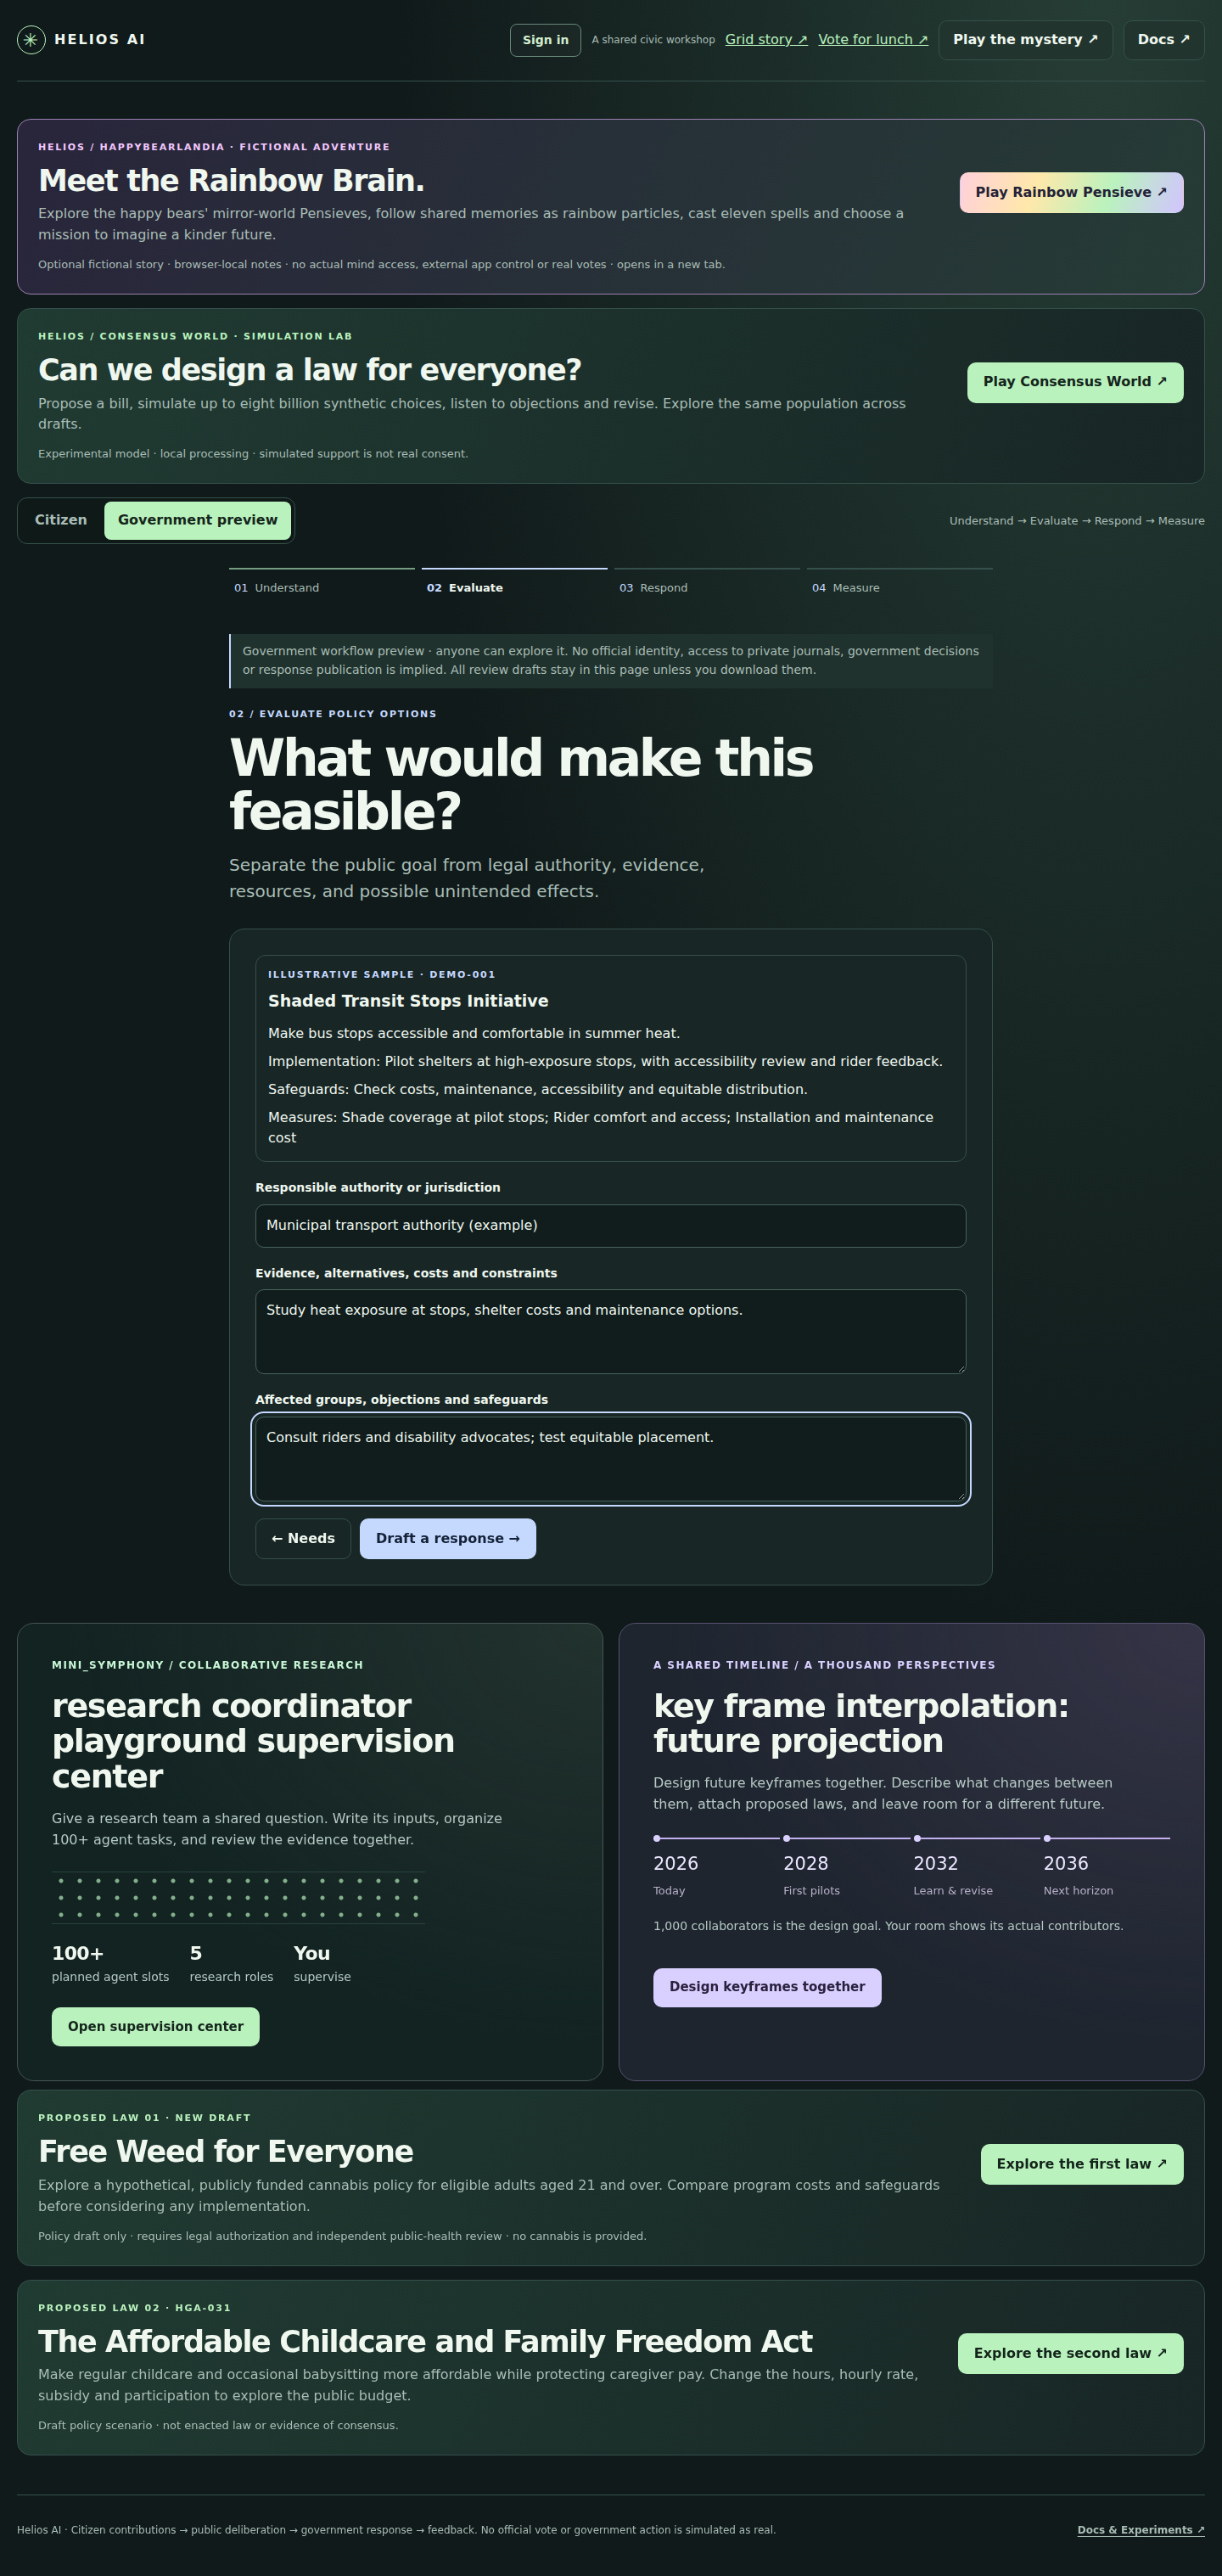 HELIOS AI
Sign in
A shared civic workshop
Grid story ↗
Vote for lunch ↗
Play the mystery ↗
Docs ↗
HELIOS / HAPPYBEARLANDIA · FICTIONAL ADVENTURE
Meet the Rainbow Brain.
Explore the happy bears' mirror-world Pensieves, follow shared memories as rainbow particles, cast eleven spells and choose a
mission to imagine a kinder future.
Optional fictional story · browser-local notes · no actual mind access, external app control or real votes · opens in a new tab.
Play Rainbow Pensieve ↗
HELIOS / CONSENSUS WORLD · SIMULATION LAB
Can we design a law for everyone?
Propose a bill, simulate up to eight billion synthetic choices, listen to objections and revise. Explore the same population across
drafts.
Experimental model · local processing · simulated support is not real consent.
Play Consensus World ↗
Citizen
Government preview
Understand → Evaluate → Respond → Measure
01 Understand
02 Evaluate
03 Respond
04 Measure
Government workflow preview · anyone can explore it. No official identity, access to private journals, government decisions
or response publication is implied. All review drafts stay in this page unless you download them.
02 / EVALUATE POLICY OPTIONS
What would make this
feasible?
Separate the public goal from legal authority, evidence,
resources, and possible unintended effects.
ILLUSTRATIVE SAMPLE · DEMO-001
Shaded Transit Stops Initiative
Make bus stops accessible and comfortable in summer heat.
Implementation: Pilot shelters at high-exposure stops, with accessibility review and rider feedback.
Safeguards: Check costs, maintenance, accessibility and equitable distribution.
Measures: Shade coverage at pilot stops; Rider comfort and access; Installation and maintenance
cost
Responsible authority or jurisdiction
Municipal transport authority (example)
Evidence, alternatives, costs and constraints
Study heat exposure at stops, shelter costs and maintenance options.
Affected groups, objections and safeguards
Consult riders and disability advocates; test equitable placement.
← Needs
Draft a response →
MINI_SYMPHONY / COLLABORATIVE RESEARCH
research coordinator
playground supervision
center
Give a research team a shared question. Write its inputs, organize
100+ agent tasks, and review the evidence together.
100+
planned agent slots
5
research roles
You
supervise
Open supervision center
A SHARED TIMELINE / A THOUSAND PERSPECTIVES
key frame interpolation:
future projection
Design future keyframes together. Describe what changes between
them, attach proposed laws, and leave room for a different future.
2026
Today
2028
First pilots
2032
Learn & revise
2036
Next horizon
1,000 collaborators is the design goal. Your room shows its actual contributors.
Design keyframes together
PROPOSED LAW 01 · NEW DRAFT
Free Weed for Everyone
Explore a hypothetical, publicly funded cannabis policy for eligible adults aged 21 and over. Compare program costs and safeguards
before considering any implementation.
Policy draft only · requires legal authorization and independent public-health review · no cannabis is provided.
Explore the first law ↗
PROPOSED LAW 02 · HGA-031
The Affordable Childcare and Family Freedom Act
Make regular childcare and occasional babysitting more affordable while protecting caregiver pay. Change the hours, hourly rate,
subsidy and participation to explore the public budget.
Draft policy scenario · not enacted law or evidence of consensus.
Explore the second law ↗
Helios AI · Citizen contributions → public deliberation → government response → feedback. No official vote or government action is simulated as real.
Docs & Experiments ↗